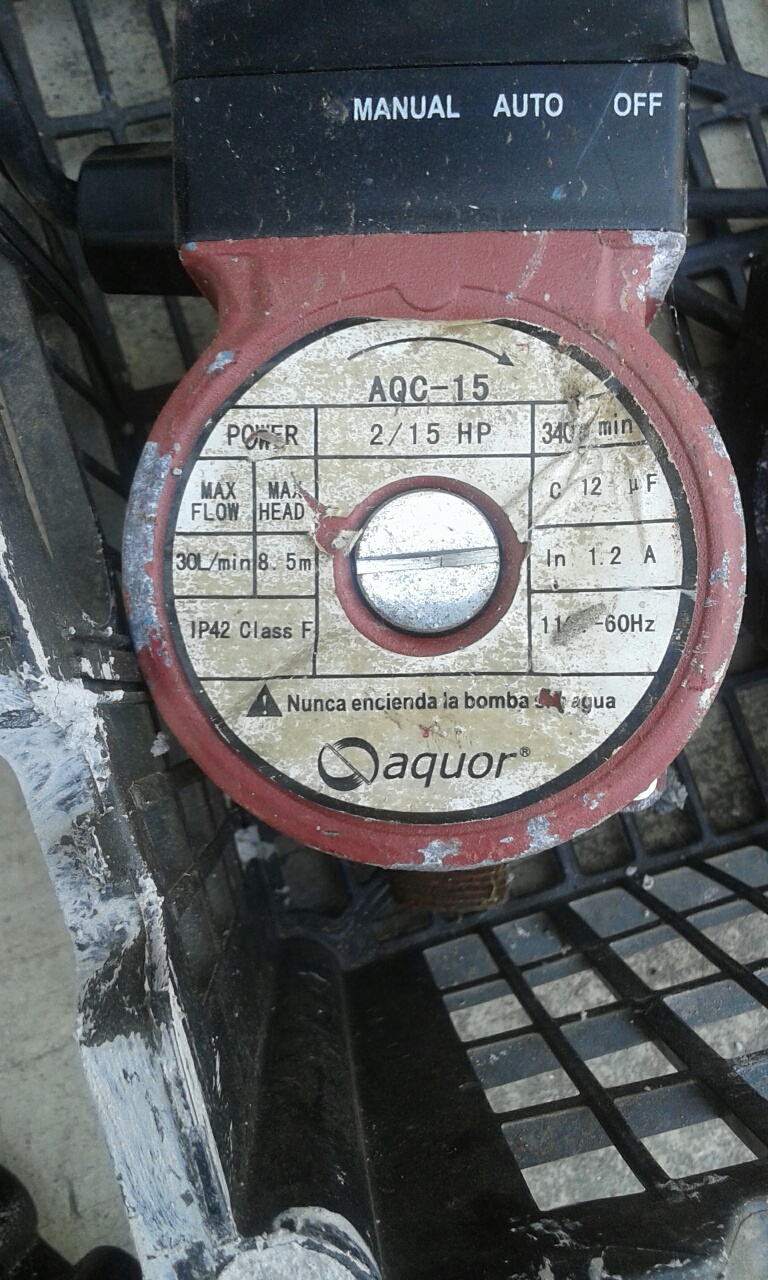 MANUAL AUTO OFF
AQC-15
POWER 2/15 HP min
MAX FLOW MAX HEAD C 12 µF
30L/min 8.5m In 1.2 A
IP42 Class F -60Hz
Nunca encienda la bomba agua
aquor®